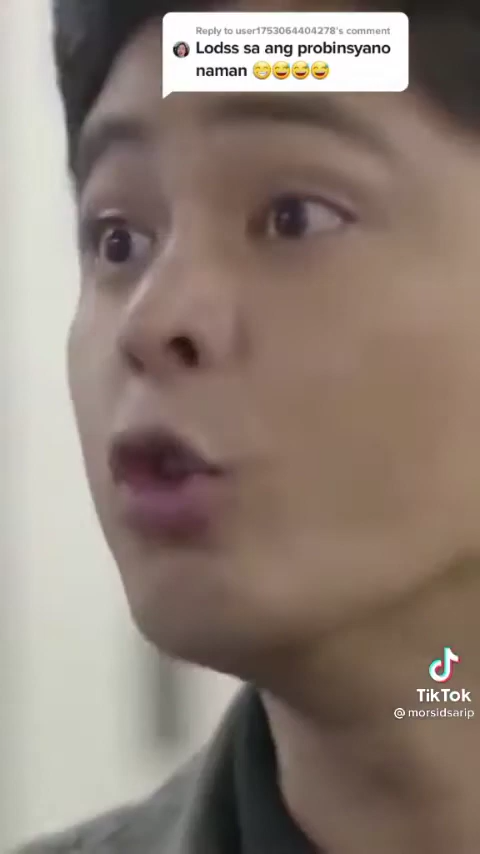 Reply to user1753064404278's comment
Lodss sa ang probinsyano
naman 😁😅😅😅
TikTok
@morsidsarip